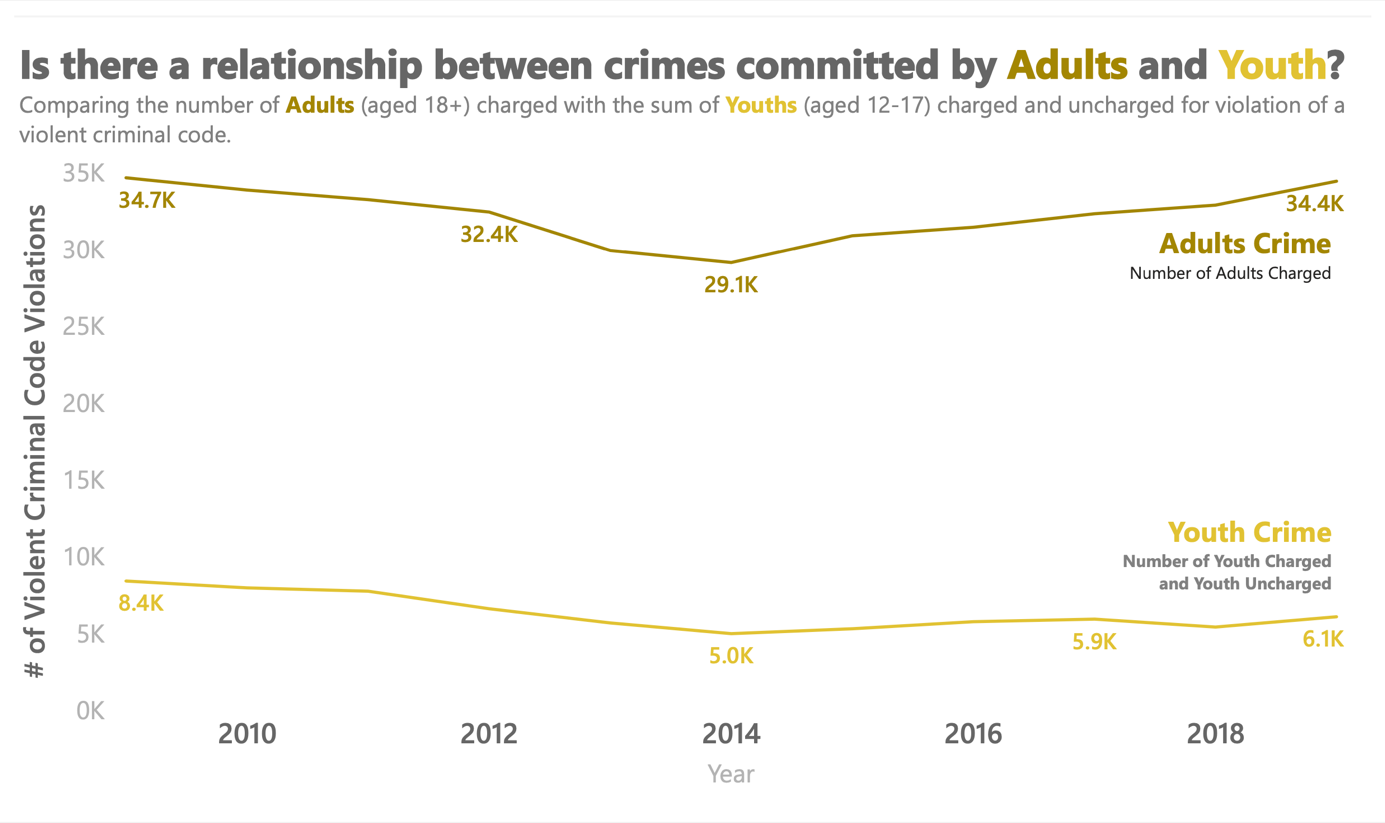 Is there a relationship between crimes committed by Adults and Youth?
Comparing the number of Adults (aged 18+) charged with the sum of Youths (aged 12-17) charged and uncharged for violation of a
violent criminal code.
# of Violent Criminal Code Violations
35K
30K
25K
20K
15K
10K
5K
0K
34.7K
32.4K
29.1K
34.4K
Adults Crime
Number of Adults Charged
Youth Crime
Number of Youth Charged
and Youth Uncharged
8.4K
5.0K
5.9K
6.1K
2010
2012
2014
2016
2018
Year